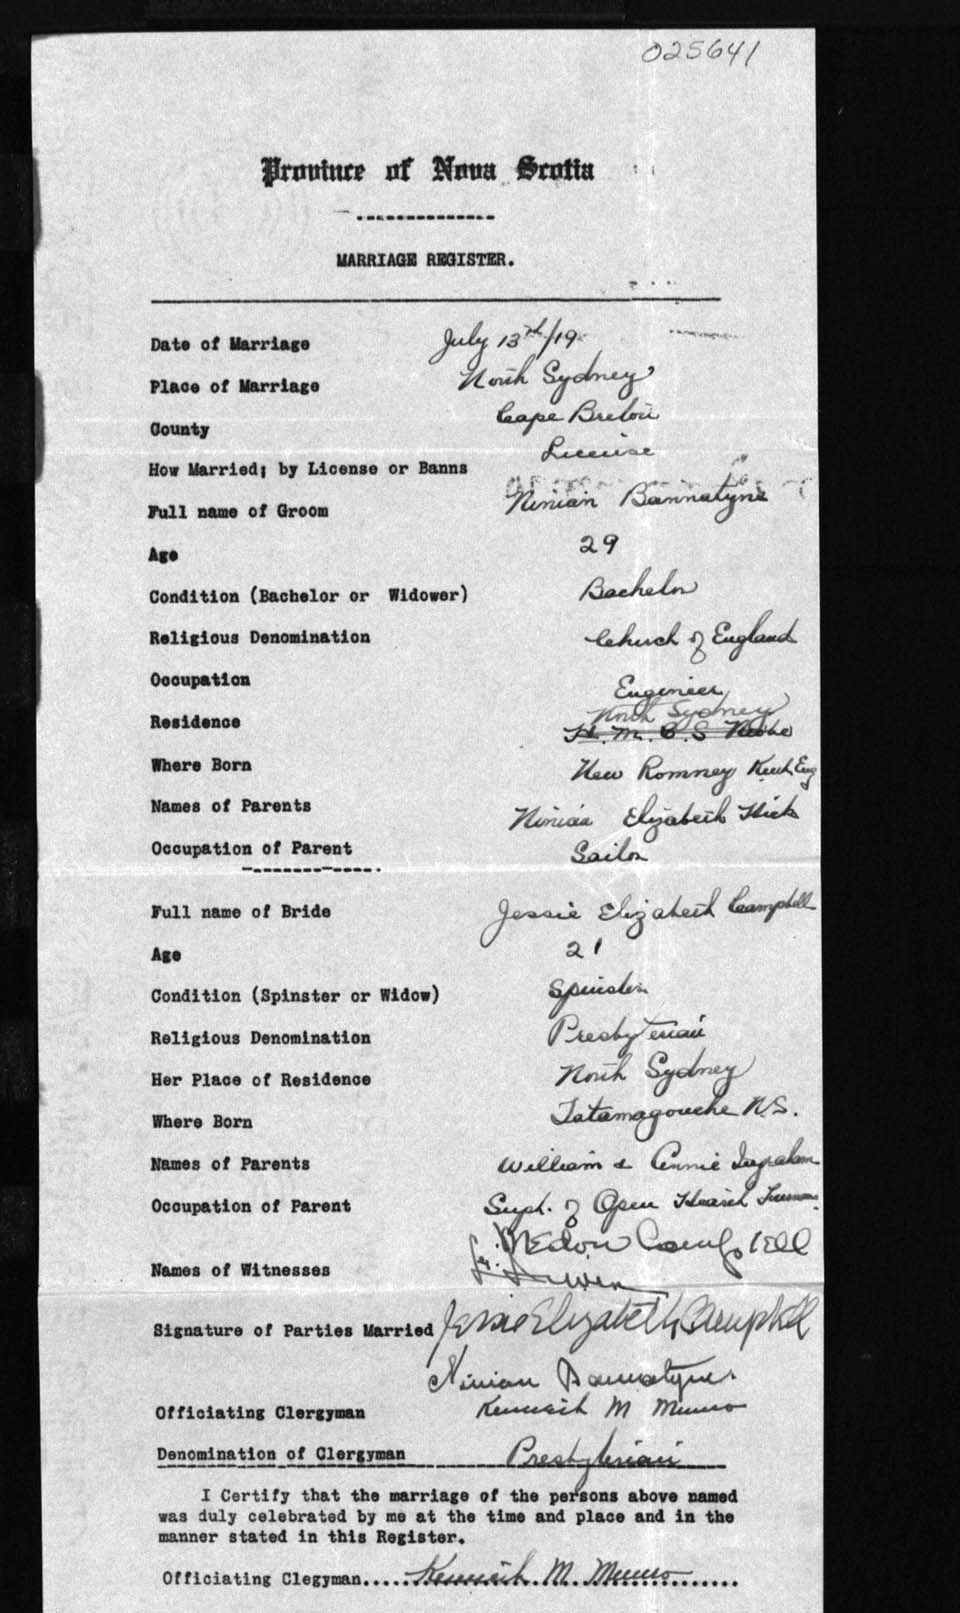 025641
Province of Nova Scotia
MARRIAGE REGISTER.
Date of Marriage July 13th/19
Place of Marriage North Sydney
County Cape Breton
How Married; by License or Banns License
Full name of Groom Ninian Bannatyne
Age 29
Condition (Bachelor or Widower) Bachelor
Religious Denomination Church of England
Occupation Engineer
Residence North Sydney
H.M.C.S
Where Born New Romney Kent Eng
Names of Parents Ninian Elizabeth Hick
Occupation of Parent Sailor
Full name of Bride Jessie Elizabeth Campbell
Age 21
Condition (Spinster or Widow) Spinster
Religious Denomination Presbyterian
Her Place of Residence North Sydney
Where Born Tatamagouche N.S.
Names of Parents William & Annie Ingraham
Occupation of Parent Supt. of Open Hearth
Campbell
Names of Witnesses
Signature of Parties Married Jessie Elizabeth Campbell
Ninian Bannatyne
Officiating Clergyman Kenneth M Munro
Denomination of Clergyman Presbyterian
I Certify that the marriage of the persons above named
was duly celebrated by me at the time and place and in the
manner stated in this Register.
Officiating Clegyman.....Kenneth M. Munro.......